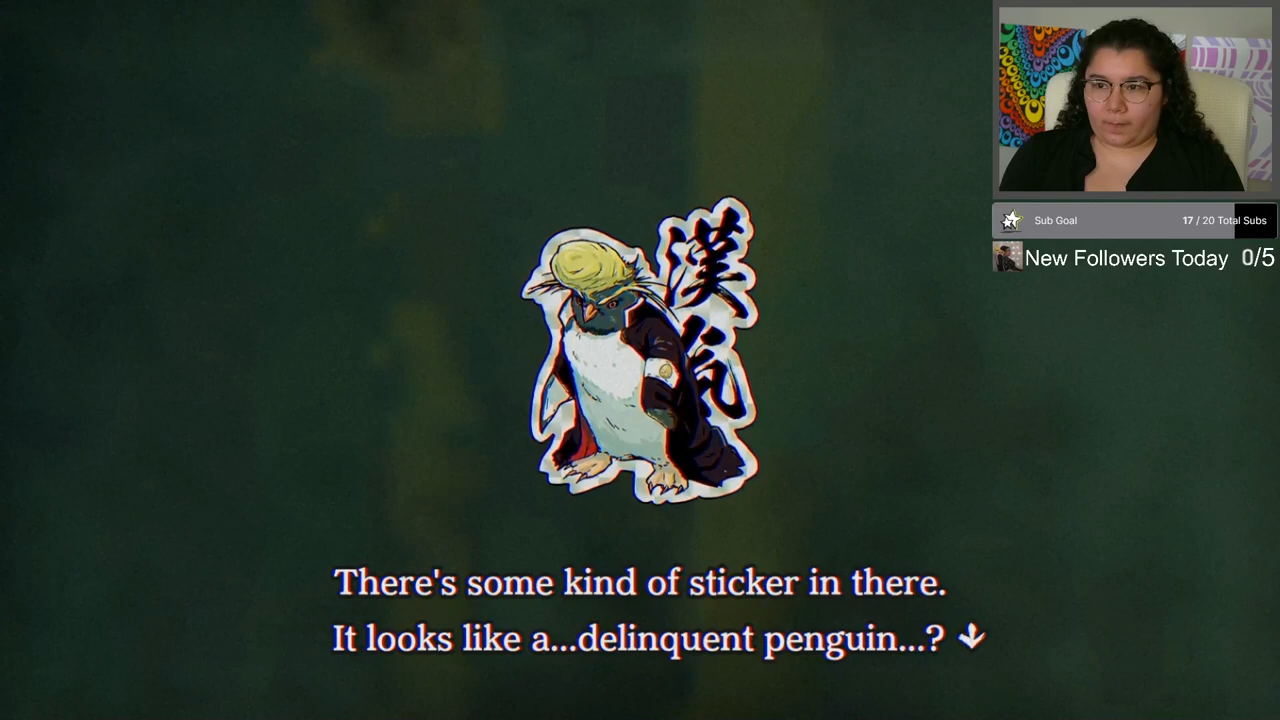 漢気
There's some kind of sticker in there.
It looks like a...delinquent penguin...?
Sub Goal 17 / 20 Total Subs
New Followers Today 0/5